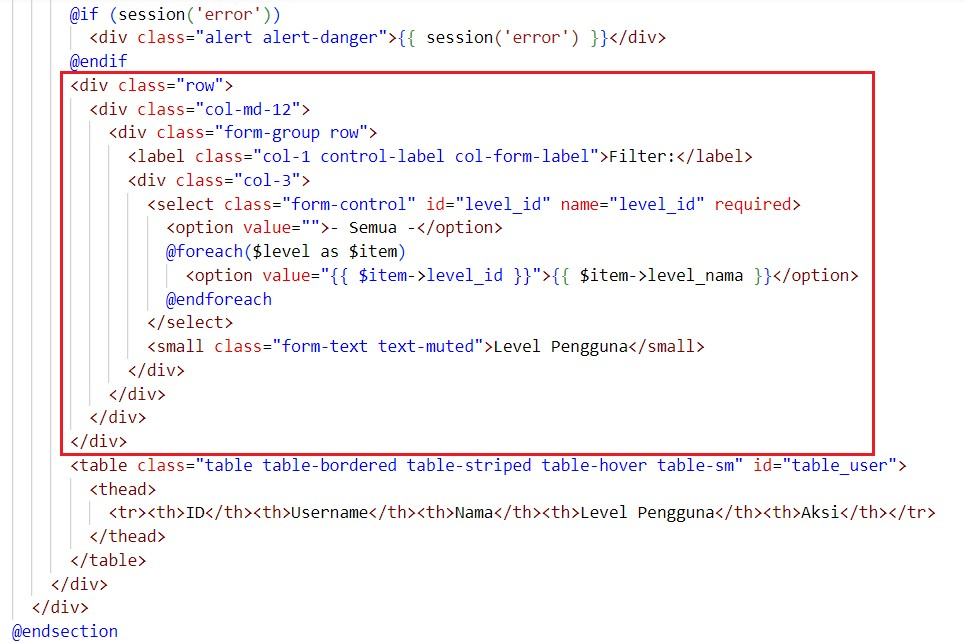 @if (session('error'))
<div class="alert alert-danger">{{ session('error') }}</div>
@endif
<div class="row">
<div class="col-md-12">
<div class="form-group row">
<label class="col-1 control-label col-form-label">Filter:</label>
<div class="col-3">
<select class="form-control" id="level_id" name="level_id" required>
<option value="">- Semua -</option>
@foreach($level as $item)
<option value="{{ $item->level_id }}">{{ $item->level_nama }}</option>
@endforeach
</select>
<small class="form-text text-muted">Level Pengguna</small>
</div>
</div>
</div>
</div>
<table class="table table-bordered table-striped table-hover table-sm" id="table_user">
<thead>
<tr><th>ID</th><th>Username</th><th>Nama</th><th>Level Pengguna</th><th>Aksi</th></tr>
</thead>
</table>
</div>
</div>
@endsection